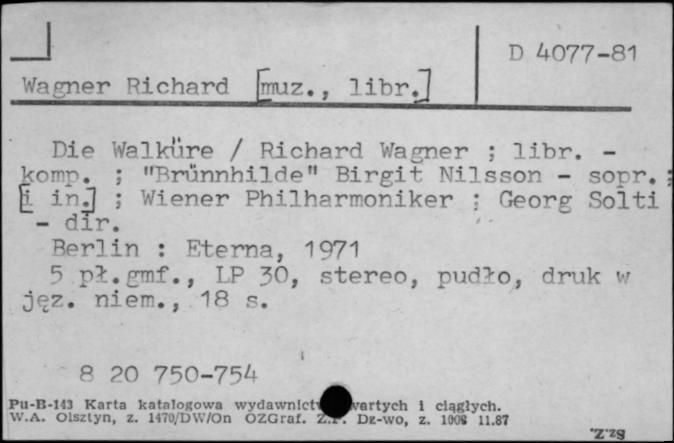 D 4077-81
Wagner Richard [muz., libr.]
Die Walküre / Richard Wagner ; libr. -
komp. ; "Brünnhilde" Birgit Nilsson - sopr. ;
[i in.] ; Wiener Philharmoniker ; Georg Solti
- dir.
Berlin : Eterna, 1971
5 pł.gmf., LP 30, stereo, pudło, druk w
jęz. niem., 18 s.
8 20 750-754
Pu-B-143 Karta katalogowa i ciągłych.
W.A. Olsztyn, z. 1470/DW/On OZGraf. Z.P. Dz-wo, z. 1008 11.87